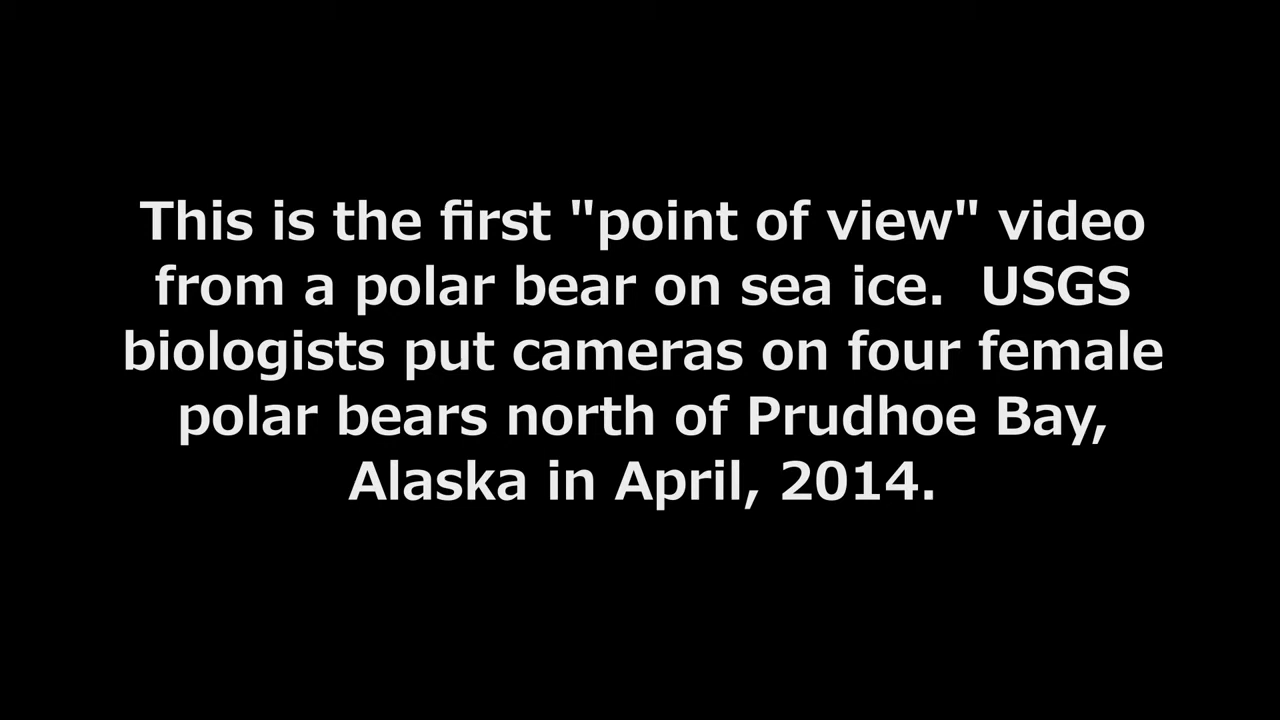 This is the first "point of view" video
from a polar bear on sea ice.  USGS
biologists put cameras on four female
polar bears north of Prudhoe Bay,
Alaska in April, 2014.